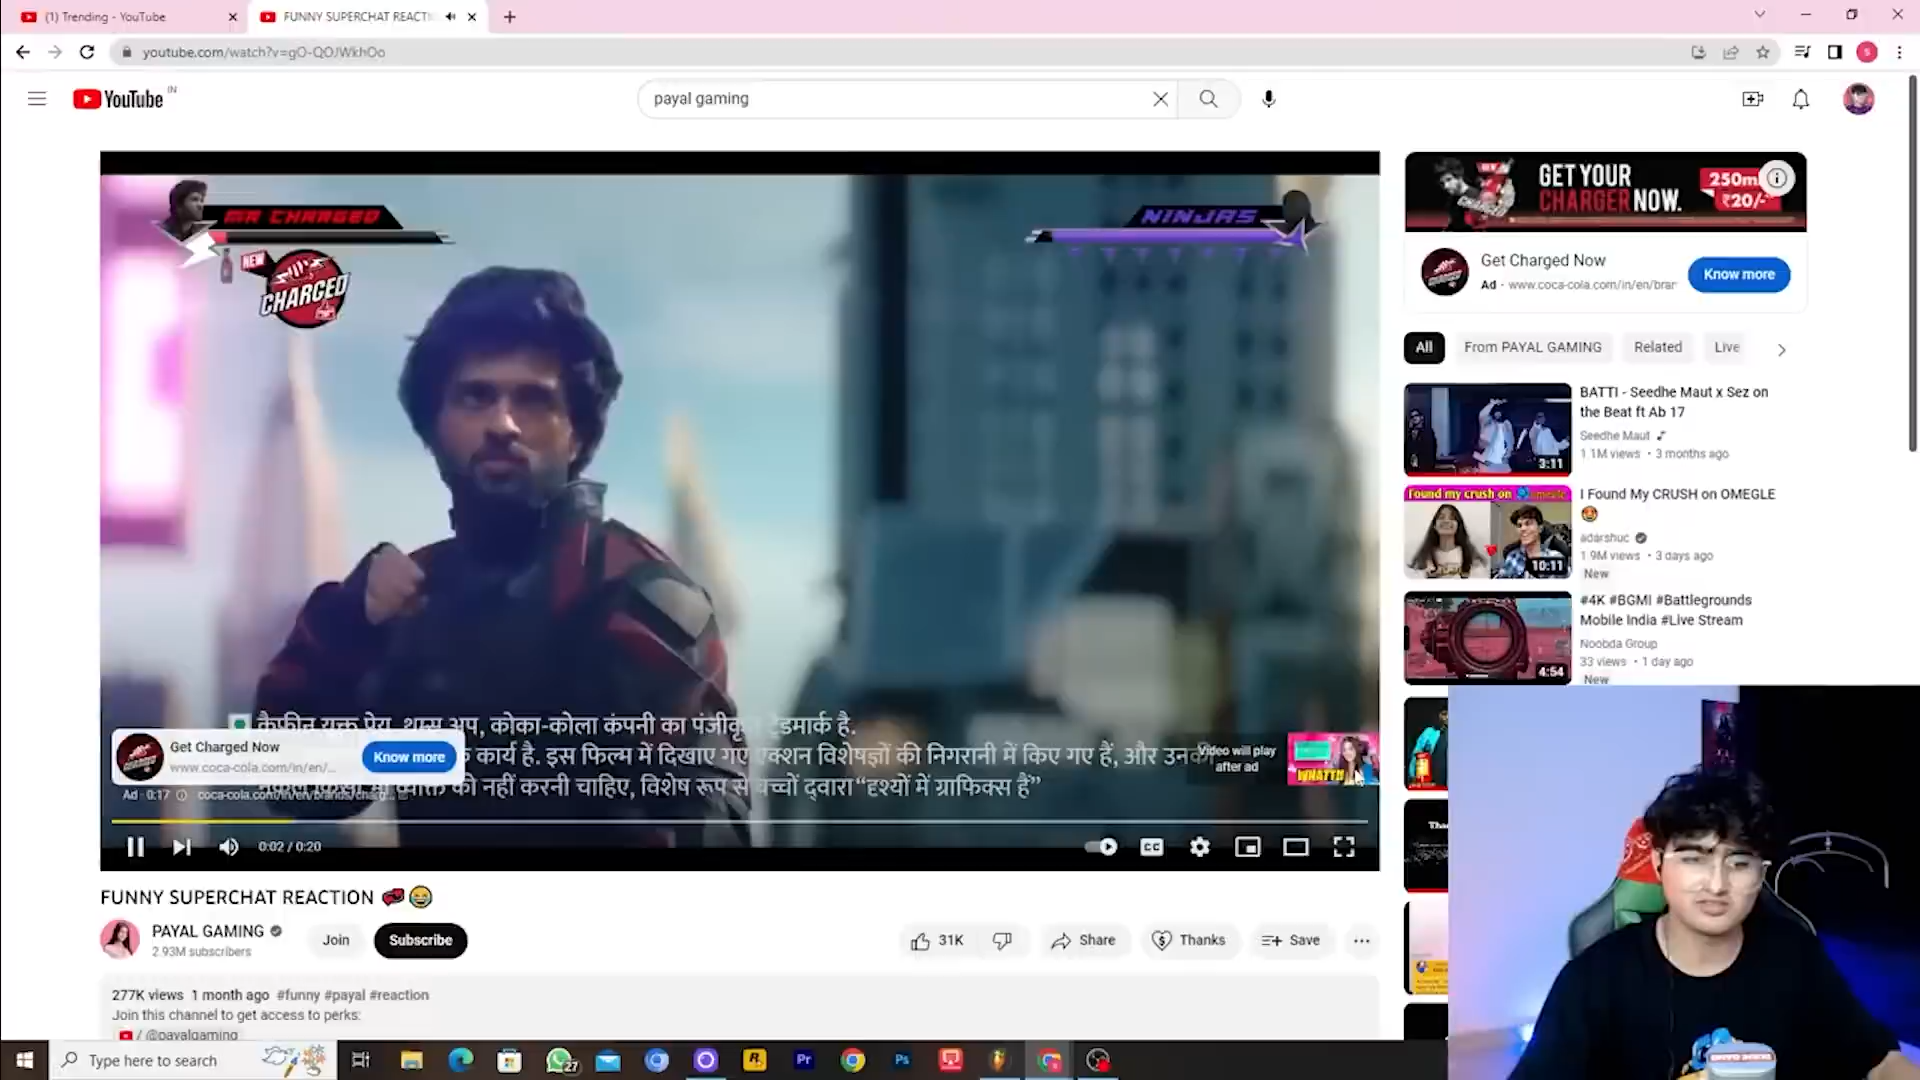 (1) Trending - YouTube
FUNNY SUPERCHAT REACTI
youtube.com/watch?v=gO-QOJWkhOo
YouTube IN
payal gaming
MR CHARGED
NINJAS
NEW
CHARGED
कैफीन युक्त पेय. थम्स अप, कोका-कोला कंपनी का पंजीकृ
कार्य है. इस फिल्म में दिखाए गए एक्शन विशेषज्ञों की निगरानी में किए गए हैं, और उनकी
को नहीं करनी चाहिए, विशेष रूप से बच्चों द्वारा “दृश्यों में ग्राफिक्स हैं”
Get Charged Now
www.coca-cola.com/in/en/...
Know more
Ad · 0:17
coca-cola.com/in/en/brands/charg...
Video will play
after ad
WHAT!!
0:02 / 0:20
CC
FUNNY SUPERCHAT REACTION
PAYAL GAMING
2.93M subscribers
Join
Subscribe
31K
Share
Thanks
Save
277K views 1 month ago #funny #payal #reaction
Join this channel to get access to perks:
/ @payalgaming
GET YOUR
CHARGER NOW.
250ml
₹20/-
Get Charged Now
Ad · www.coca-cola.com/in/en/brar
Know more
All
From PAYAL GAMING
Related
Live
BATTI - Seedhe Maut x Sez on
the Beat ft Ab 17
Seedhe Maut
1.1M views • 3 months ago
3:11
Found my crush on
I Found My CRUSH on OMEGLE
adarshuc
1.9M views • 3 days ago
New
10:11
#4K #BGMI #Battlegrounds
Mobile India #Live Stream
Noobda Group
33 views • 1 day ago
New
4:54
Type here to search
27
Pr
Ps